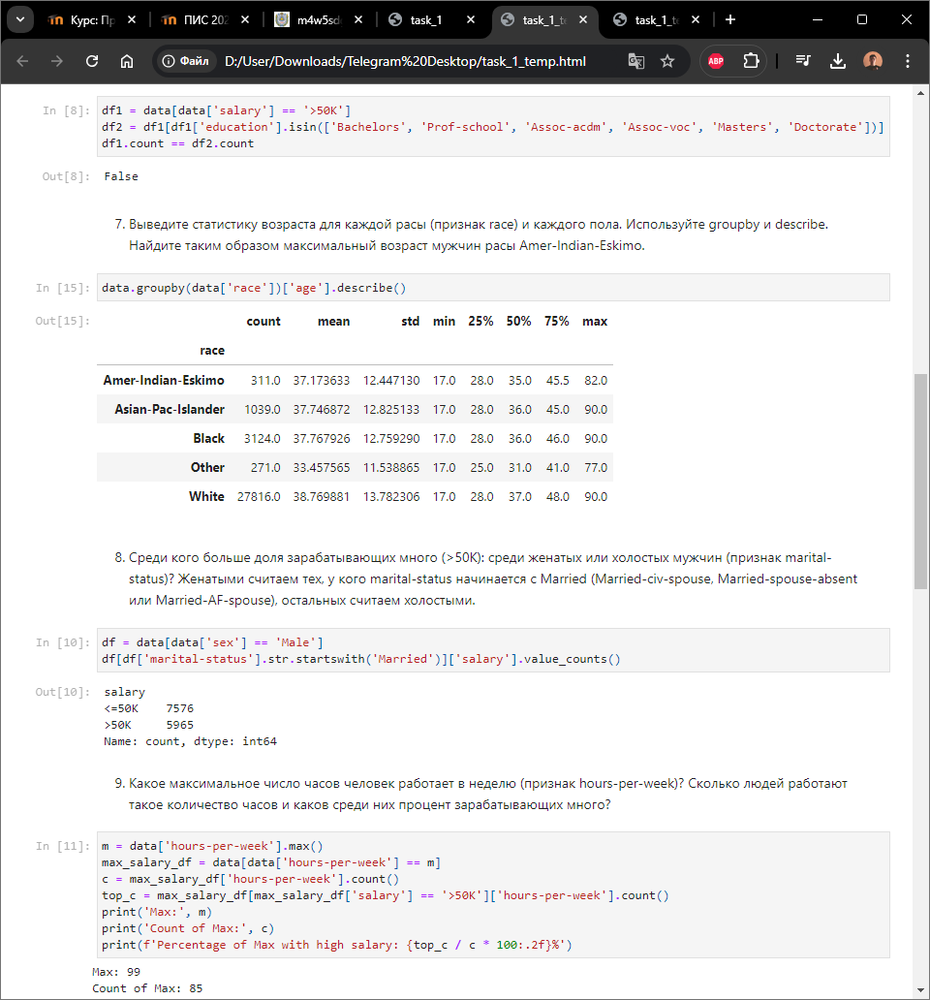 Курс: Пр
ПИС 202
m4w5sd
task_1
task_1_te
task_1_te
Файл
D:/User/Downloads/Telegram%20Desktop/task_1_temp.html
ABP
In [8]:
df1 = data[data['salary'] == '>50K']
df2 = df1[df1['education'].isin(['Bachelors', 'Prof-school', 'Assoc-acdm', 'Assoc-voc', 'Masters', 'Doctorate'])]
df1.count == df2.count
Out[8]: False
7. Выведите статистику возраста для каждой расы (признак race) и каждого пола. Используйте groupby и describe.
Найдите таким образом максимальный возраст мужчин расы Amer-Indian-Eskimo.
In [15]: data.groupby(data['race'])['age'].describe()
Out[15]:
count mean std min 25% 50% 75% max
race
Amer-Indian-Eskimo 311.0 37.173633 12.447130 17.0 28.0 35.0 45.5 82.0
Asian-Pac-Islander 1039.0 37.746872 12.825133 17.0 28.0 36.0 45.0 90.0
Black 3124.0 37.767926 12.759290 17.0 28.0 36.0 46.0 90.0
Other 271.0 33.457565 11.538865 17.0 25.0 31.0 41.0 77.0
White 27816.0 38.769881 13.782306 17.0 28.0 37.0 48.0 90.0
8. Среди кого больше доля зарабатывающих много (>50K): среди женатых или холостых мужчин (признак marital-
status)? Женатыми считаем тех, у кого marital-status начинается с Married (Married-civ-spouse, Married-spouse-absent
или Married-AF-spouse), остальных считаем холостыми.
In [10]: df = data[data['sex'] == 'Male']
df[df['marital-status'].str.startswith('Married')]['salary'].value_counts()
Out[10]: salary
<=50K 7576
>50K 5965
Name: count, dtype: int64
9. Какое максимальное число часов человек работает в неделю (признак hours-per-week)? Сколько людей работают
такое количество часов и каков среди них процент зарабатывающих много?
In [11]: m = data['hours-per-week'].max()
max_salary_df = data[data['hours-per-week'] == m]
c = max_salary_df['hours-per-week'].count()
top_c = max_salary_df[max_salary_df['salary'] == '>50K']['hours-per-week'].count()
print('Max:', m)
print('Count of Max:', c)
print(f'Percentage of Max with high salary: {top_c / c * 100:.2f}%')
Max: 99
Count of Max: 85